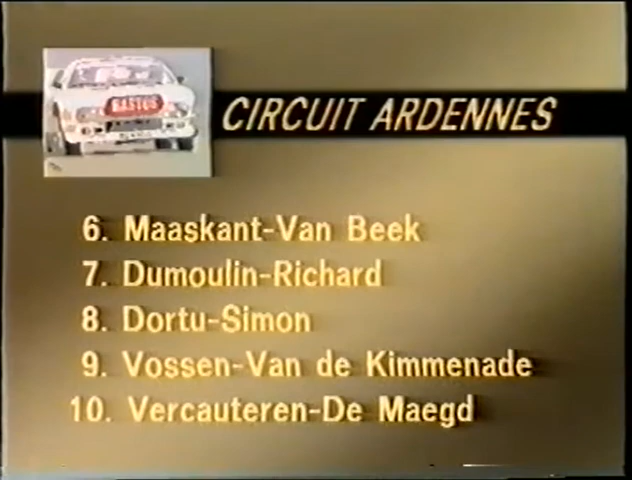 BASTOS
CIRCUIT ARDENNES
6. Maaskant-Van Beek
7. Dumoulin-Richard
8. Dortu-Simon
9. Vossen-Van de Kimmenade
10. Vercauteren-De Maegd